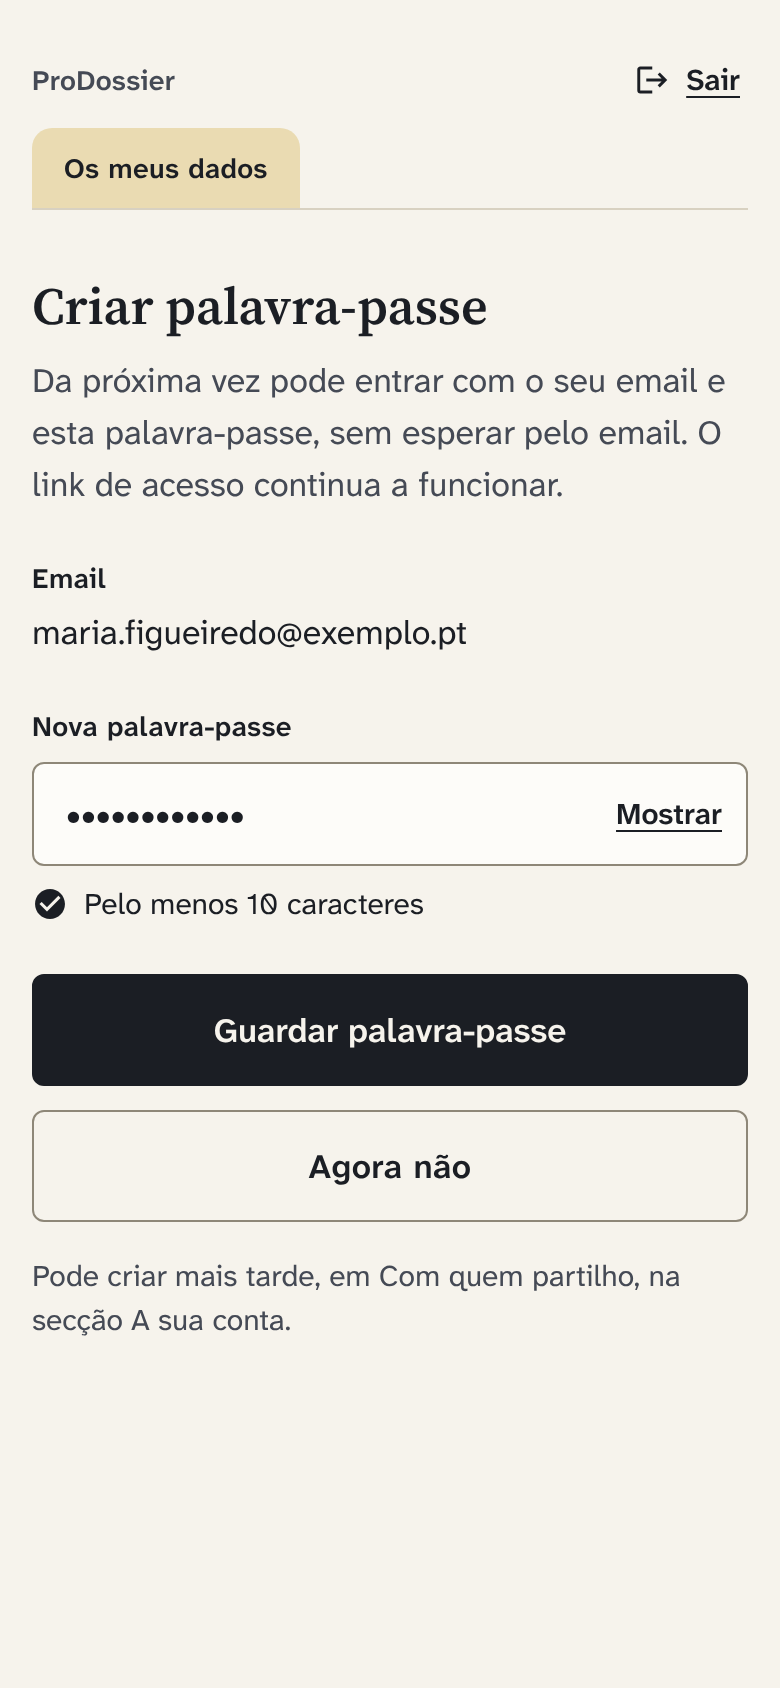 ProDossier
Sair
Os meus dados
Criar palavra-passe
Da próxima vez pode entrar com o seu email e
esta palavra-passe, sem esperar pelo email. O
link de acesso continua a funcionar.
Email
maria.figueiredo@exemplo.pt
Nova palavra-passe
••••••••••••
Mostrar
Pelo menos 10 caracteres
Guardar palavra-passe
Agora não
Pode criar mais tarde, em Com quem partilho, na
secção A sua conta.